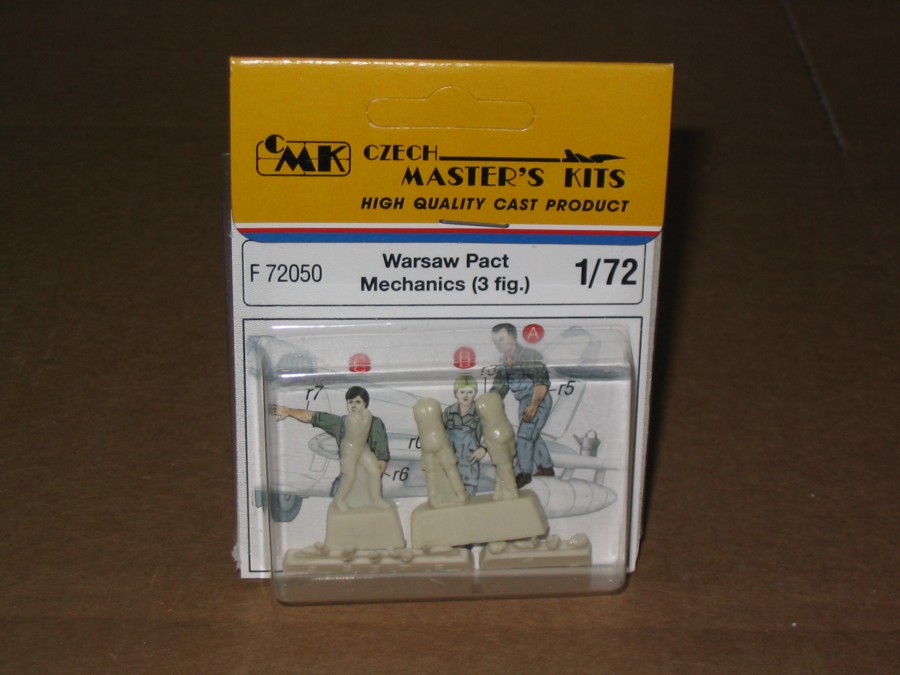 CMK
CZECH
MASTER'S KITS
HIGH QUALITY CAST PRODUCT
F 72050
Warsaw Pact
Mechanics (3 fig.)
1/72
A
B
C
r7
r5
r6